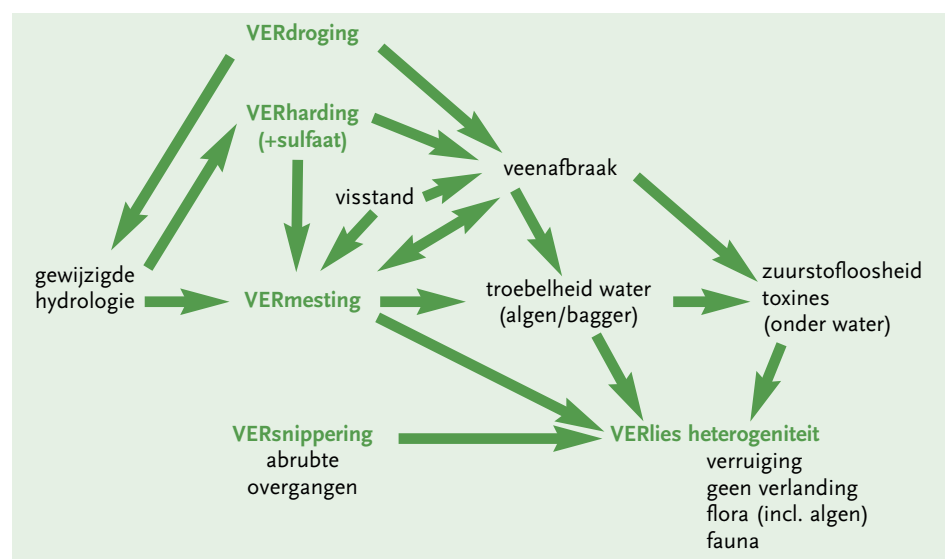 VERdroging
VERharding
(+sulfaat)
veenafbraak
visstand
gewijzigde
hydrologie
VERmesting
troebelheid water
(algen/bagger)
zuurstofloosheid
toxines
(onder water)
VERsnippering
abrubte
overgangen
VERlies heterogeniteit
verruiging
geen verlanding
flora (incl. algen)
fauna